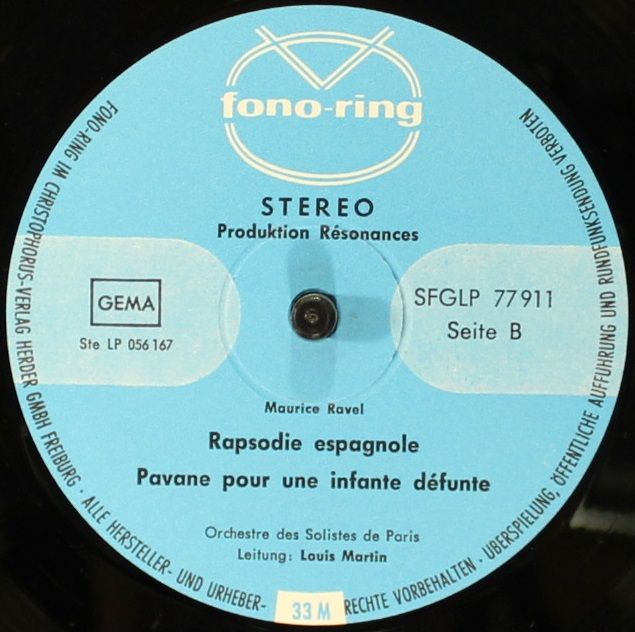 fono-ring
STEREO
Produktion Résonances
GEMA
Ste LP 056 167
SFGLP 77 911
Seite B
Maurice Ravel
Rapsodie espagnole
Pavane pour une infante défunte
Orchestre des Solistes de Paris
Leitung: Louis Martin
33 M
FONO-RING IM CHRISTOPHORUS-VERLAG HERDER GMBH FREIBURG · ALLE HERSTELLER- UND URHEBER-RECHTE VORBEHALTEN · ÜBERSPIELUNG, ÖFFENTLICHE AUFFÜHRUNG UND RUNDFUNKSENDUNG VERBOTEN